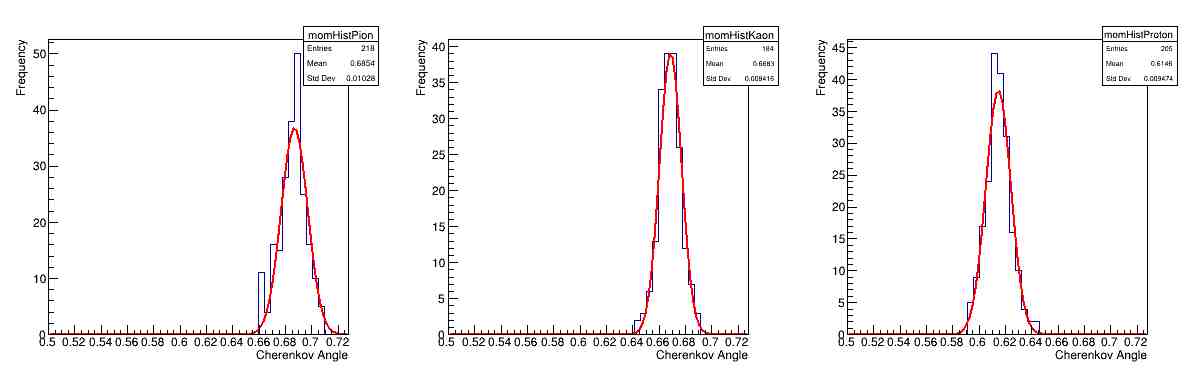 momHistPion
Entries 218
Mean 0.6854
Std Dev 0.01028
Frequency
50
40
30
20
10
0
0.5 0.52 0.54 0.56 0.58 0.6 0.62 0.64 0.66 0.68 0.7 0.72
Cherenkov Angle
momHistKaon
Entries 184
Mean 0.6683
Std Dev 0.009416
Frequency
40
35
30
25
20
15
10
5
0
0.5 0.52 0.54 0.56 0.58 0.6 0.62 0.64 0.66 0.68 0.7 0.72
Cherenkov Angle
momHistProton
Entries 205
Mean 0.6146
Std Dev 0.009474
Frequency
45
40
35
30
25
20
15
10
5
0
0.5 0.52 0.54 0.56 0.58 0.6 0.62 0.64 0.66 0.68 0.7 0.72
Cherenkov Angle